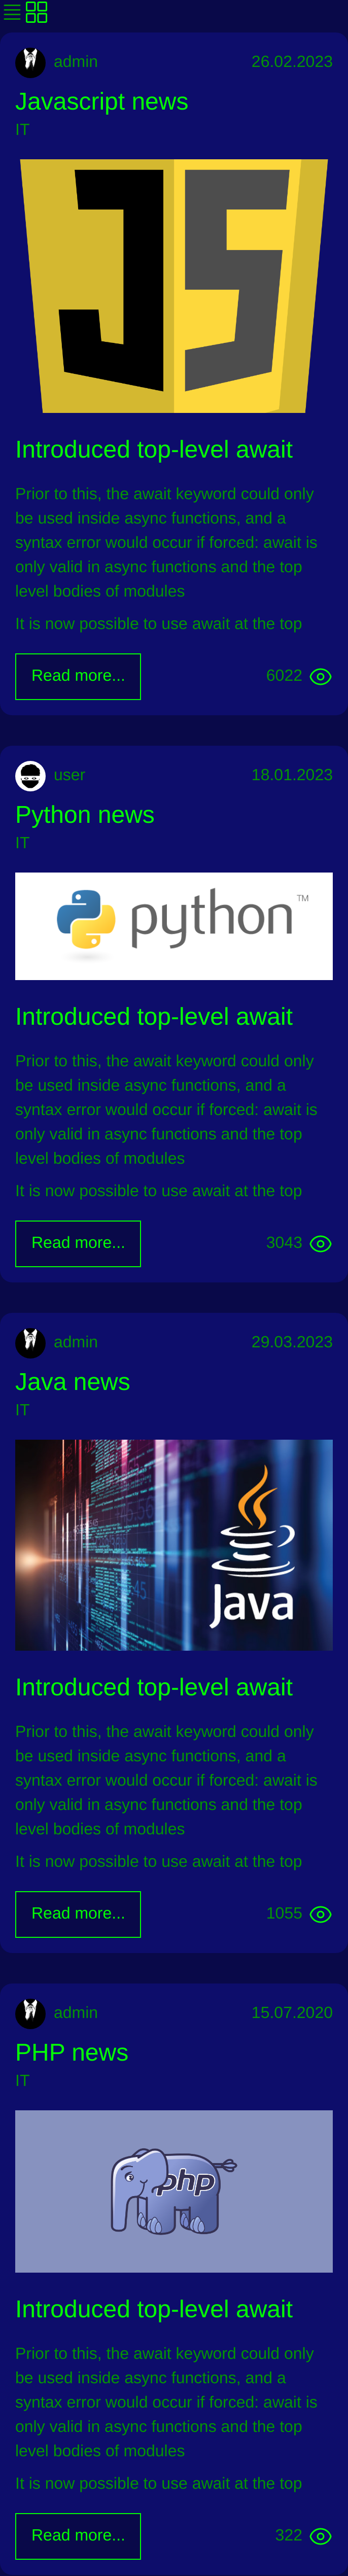 admin 26.02.2023
Javascript news
IT
JS
Introduced top-level await
Prior to this, the await keyword could only
be used inside async functions, and a
syntax error would occur if forced: await is
only valid in async functions and the top
level bodies of modules
It is now possible to use await at the top
Read more... 6022
user 18.01.2023
Python news
IT
python™
Introduced top-level await
Prior to this, the await keyword could only
be used inside async functions, and a
syntax error would occur if forced: await is
only valid in async functions and the top
level bodies of modules
It is now possible to use await at the top
Read more... 3043
admin 29.03.2023
Java news
IT
Java
Introduced top-level await
Prior to this, the await keyword could only
be used inside async functions, and a
syntax error would occur if forced: await is
only valid in async functions and the top
level bodies of modules
It is now possible to use await at the top
Read more... 1055
admin 15.07.2020
PHP news
IT
php
Introduced top-level await
Prior to this, the await keyword could only
be used inside async functions, and a
syntax error would occur if forced: await is
only valid in async functions and the top
level bodies of modules
It is now possible to use await at the top
Read more... 322